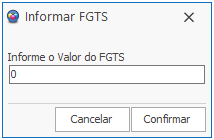 Informar FGTS
Informe o Valor do FGTS
0
Cancelar
Confirmar